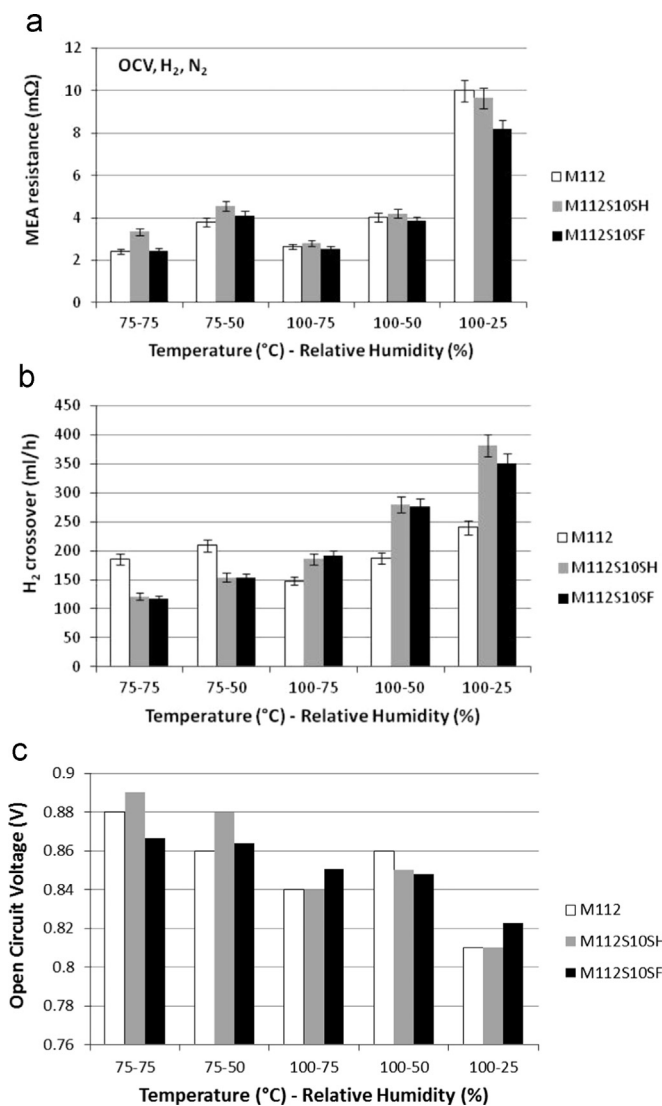 a
OCV, H₂, N₂
MEA resistance (mΩ)
12
10
8
6
4
2
0
75-75 75-50 100-75 100-50 100-25
Temperature (°C) - Relative Humidity (%)
M112
M112S10SH
M112S10SF
b
H₂ crossover (ml/h)
450
400
350
300
250
200
150
100
50
0
75-75 75-50 100-75 100-50 100-25
Temperature (°C) - Relative Humidity (%)
M112
M112S10SH
M112S10SF
c
Open Circuit Voltage (V)
0.9
0.88
0.86
0.84
0.82
0.8
0.78
0.76
75-75 75-50 100-75 100-50 100-25
Temperature (°C) - Relative Humidity (%)
M112
M112S10SH
M112S10SF